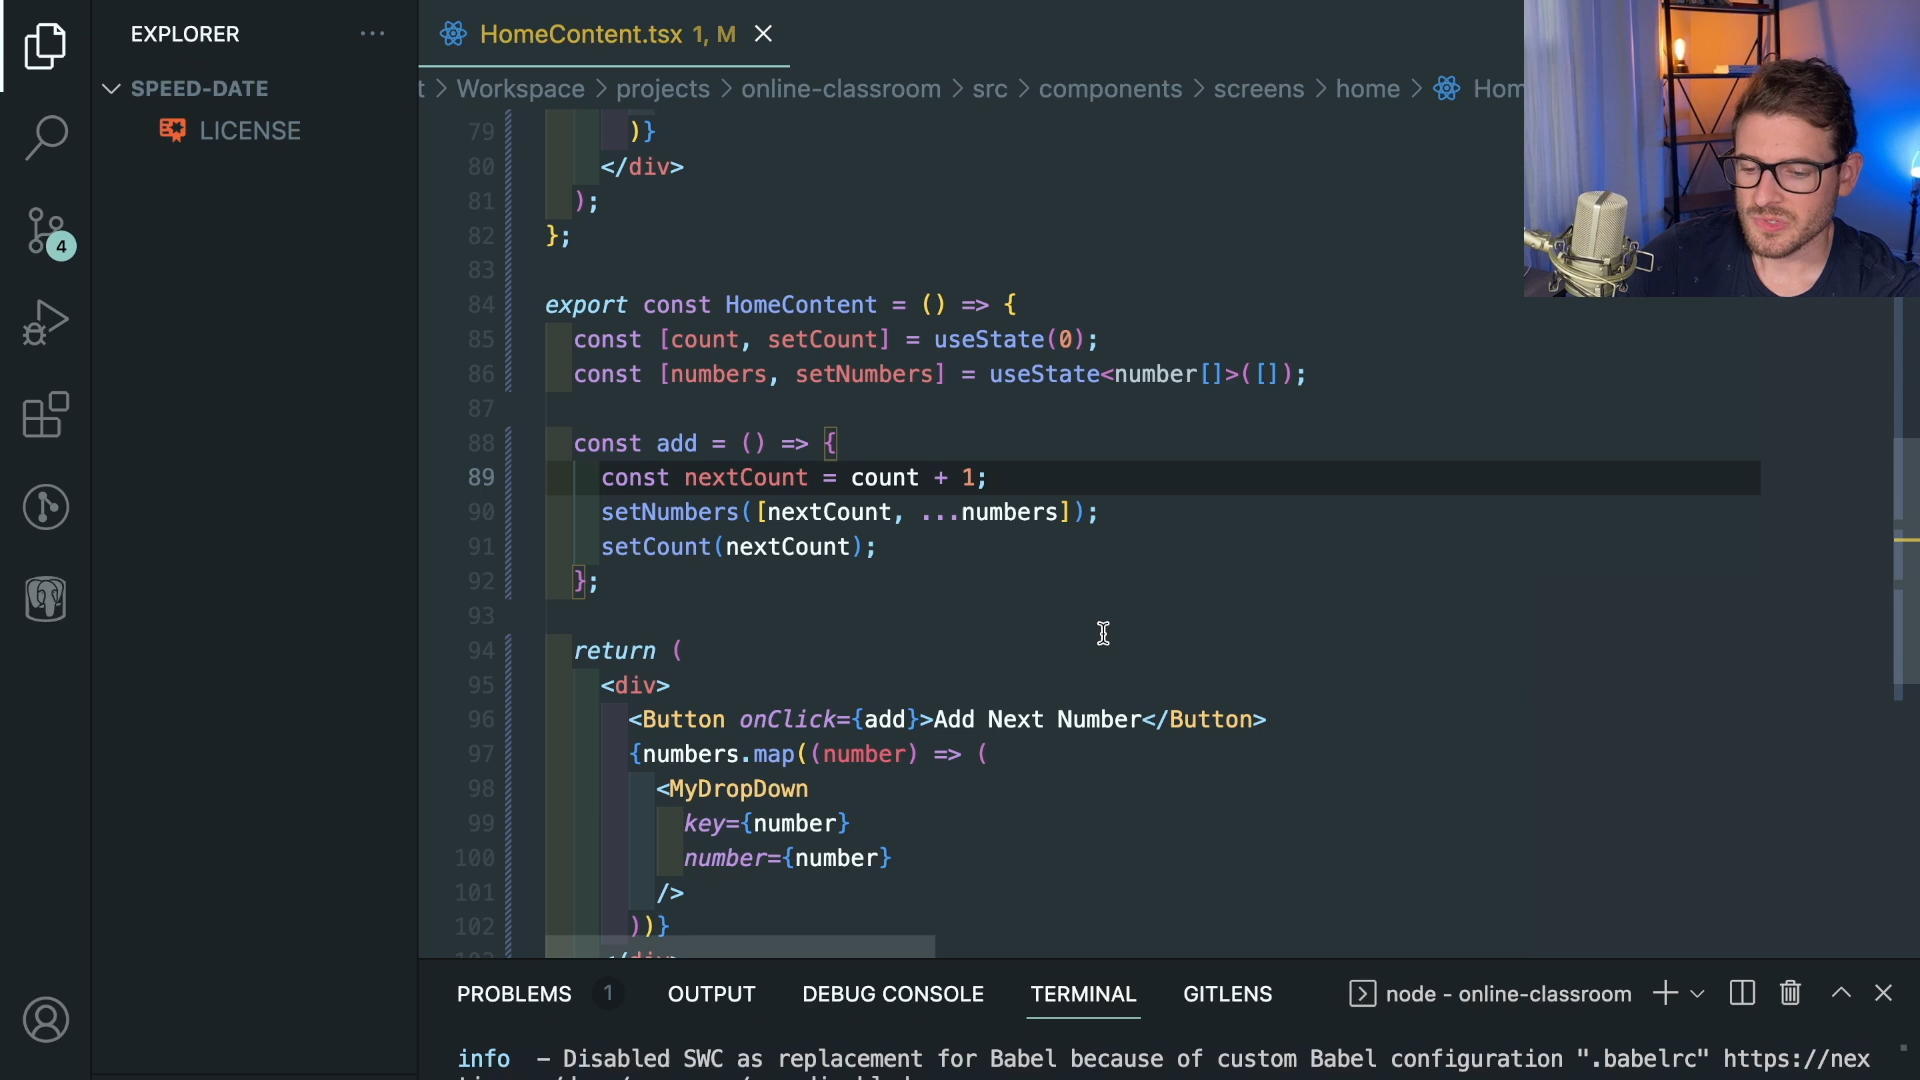 EXPLORER
SPEED-DATE
LICENSE
4
HomeContent.tsx 1, M
t > Workspace > projects > online-classroom > src > components > screens > home > Hom
79 )}
80 </div>
81 );
82 };
83
84 export const HomeContent = () => {
85 const [count, setCount] = useState(0);
86 const [numbers, setNumbers] = useState<number[]>([]);
87
88 const add = () => {
89 const nextCount = count + 1;
90 setNumbers([nextCount, ...numbers]);
91 setCount(nextCount);
92 };
93
94 return (
95 <div>
96 <Button onClick={add}>Add Next Number</Button>
97 {numbers.map((number) => (
98 <MyDropDown
99 key={number}
100 number={number}
101 />
102 ))}
PROBLEMS 1 OUTPUT DEBUG CONSOLE TERMINAL GITLENS node - online-classroom
info – Disabled SWC as replacement for Babel because of custom Babel configuration ".babelrc" https://nex